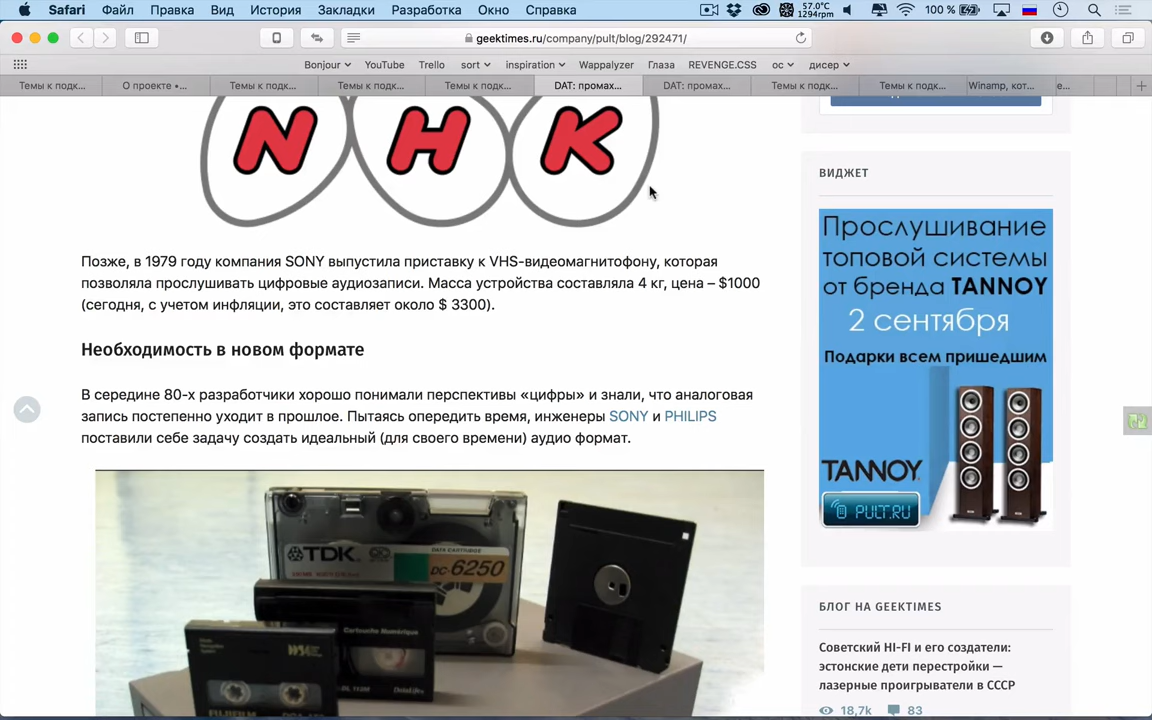 Safari Файл Правка Вид История Закладки Разработка Окно Справка 57.0°C 1294rpm 100 %
geektimes.ru/company/pult/blog/292471/
Bonjour YouTube Trello sort inspiration Wappalyzer Глаза REVENGE.CSS ос дисер
Темы к подк... О проекте •... Темы к подк... Темы к подк... Темы к подк... DAT: промах... DAT: промах... Темы к подк... Темы к подк... Winamp, кот... е...
NHK
Позже, в 1979 году компания SONY выпустила приставку к VHS-видеомагнитофону, которая
позволяла прослушивать цифровые аудиозаписи. Масса устройства составляла 4 кг, цена – $1000
(сегодня, с учетом инфляции, это составляет около $ 3300).
Необходимость в новом формате
В середине 80-х разработчики хорошо понимали перспективы «цифры» и знали, что аналоговая
запись постепенно уходит в прошлое. Пытаясь опередить время, инженеры SONY и PHILIPS
поставили себе задачу создать идеальный (для своего времени) аудио формат.
TDK
DATA CARTRIDGE
DC-6250
Cartouche Numérique
ВИДЖЕТ
Прослушивание
топовой системы
от бренда TANNOY
2 сентября
Подарки всем пришедшим
TANNOY
PULT.RU
БЛОГ НА GEEKTIMES
Советский HI-FI и его создатели:
эстонские дети перестройки —
лазерные проигрыватели в СССР
18,7k 83